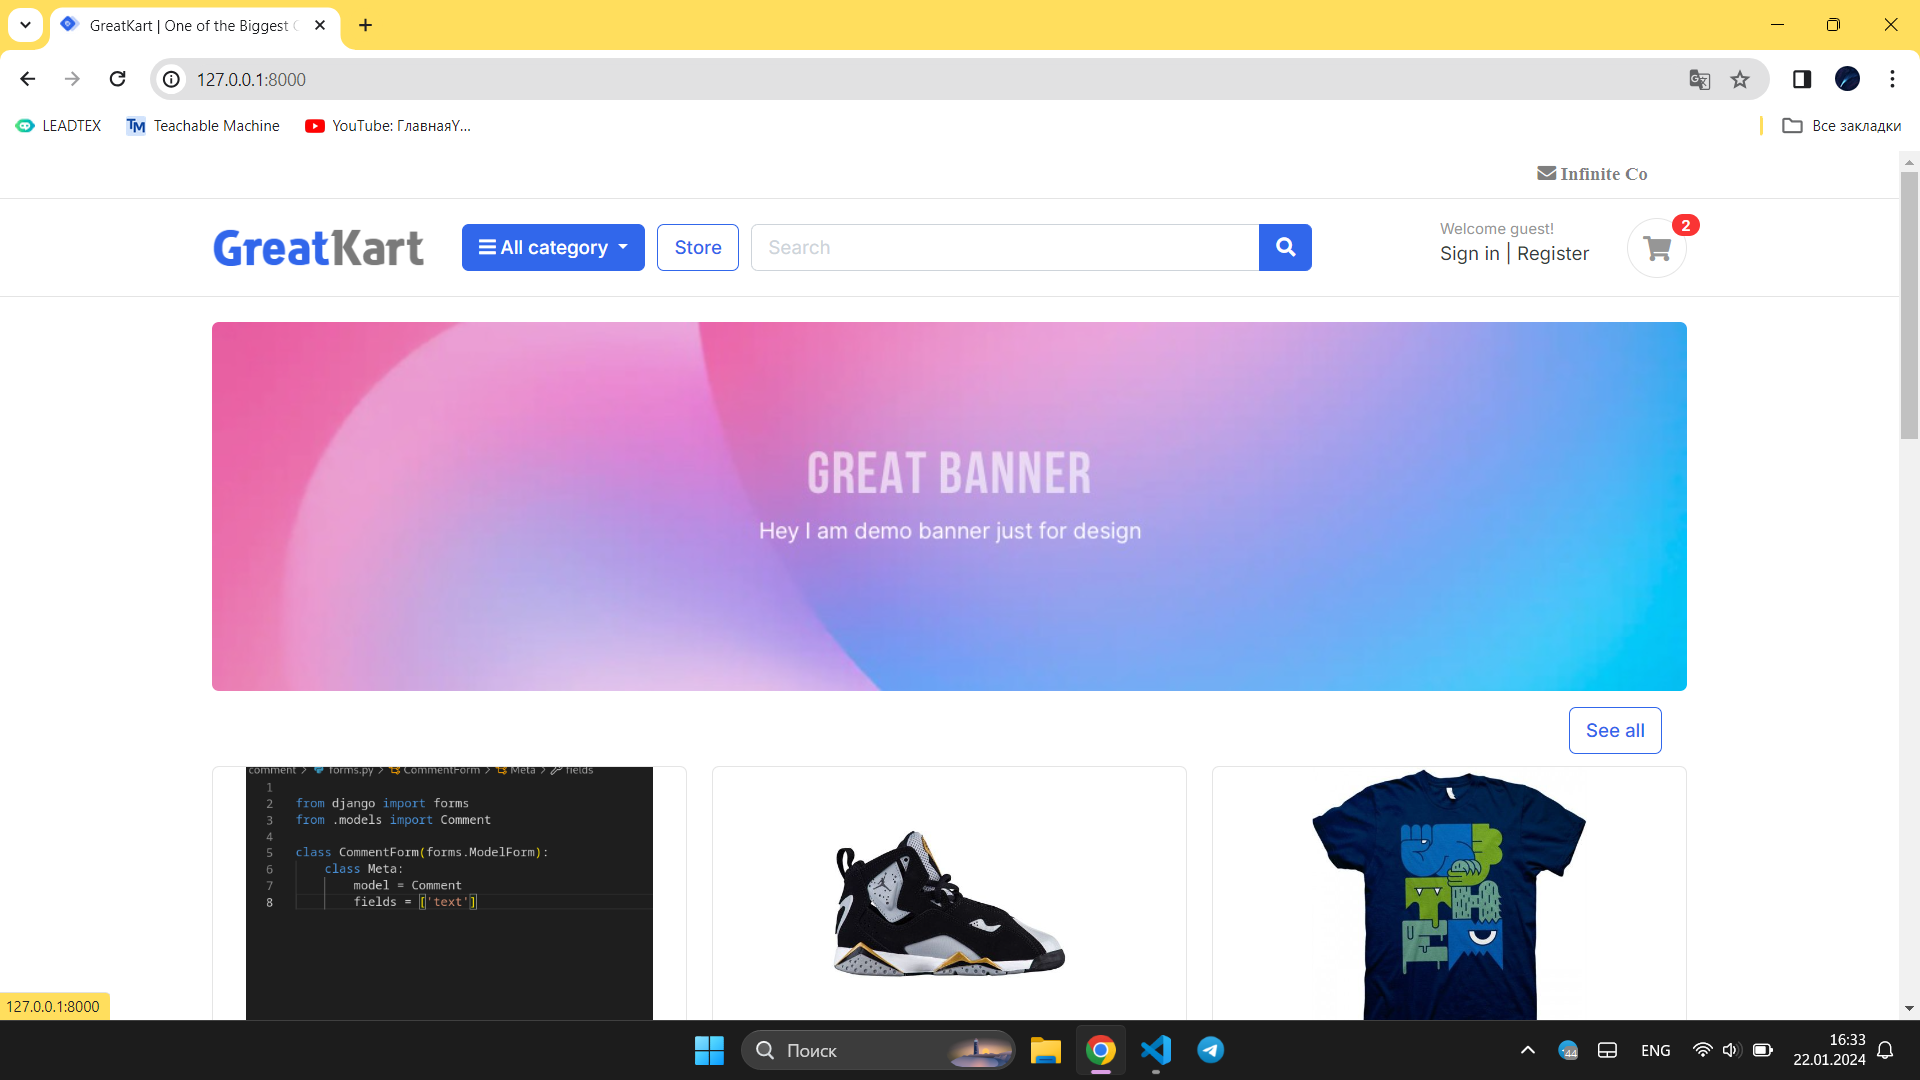 GreatKart | One of the Biggest
127.0.0.1:8000
LEADTEX
TM Teachable Machine
YouTube: ГлавнаяY...
Все закладки
Infinite Co
GreatKart
All category
Store
Search
Welcome guest!
Sign in | Register
2
GREAT BANNER
Hey I am demo banner just for design
See all
comment > forms.py > CommentForm > Meta > fields
1
2 from django import forms
3 from .models import Comment
4
5 class CommentForm(forms.ModelForm):
6 class Meta:
7 model = Comment
8 fields = ['text']
127.0.0.1:8000
Поиск
44
ENG
16:33
22.01.2024